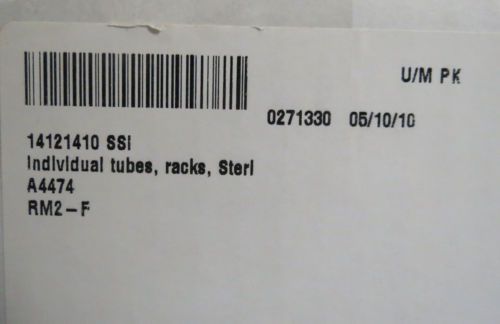 U/M PK
0271330 05/10/10
14121410 SSI
Individual tubes, racks, Steri
A4474
RM2-F